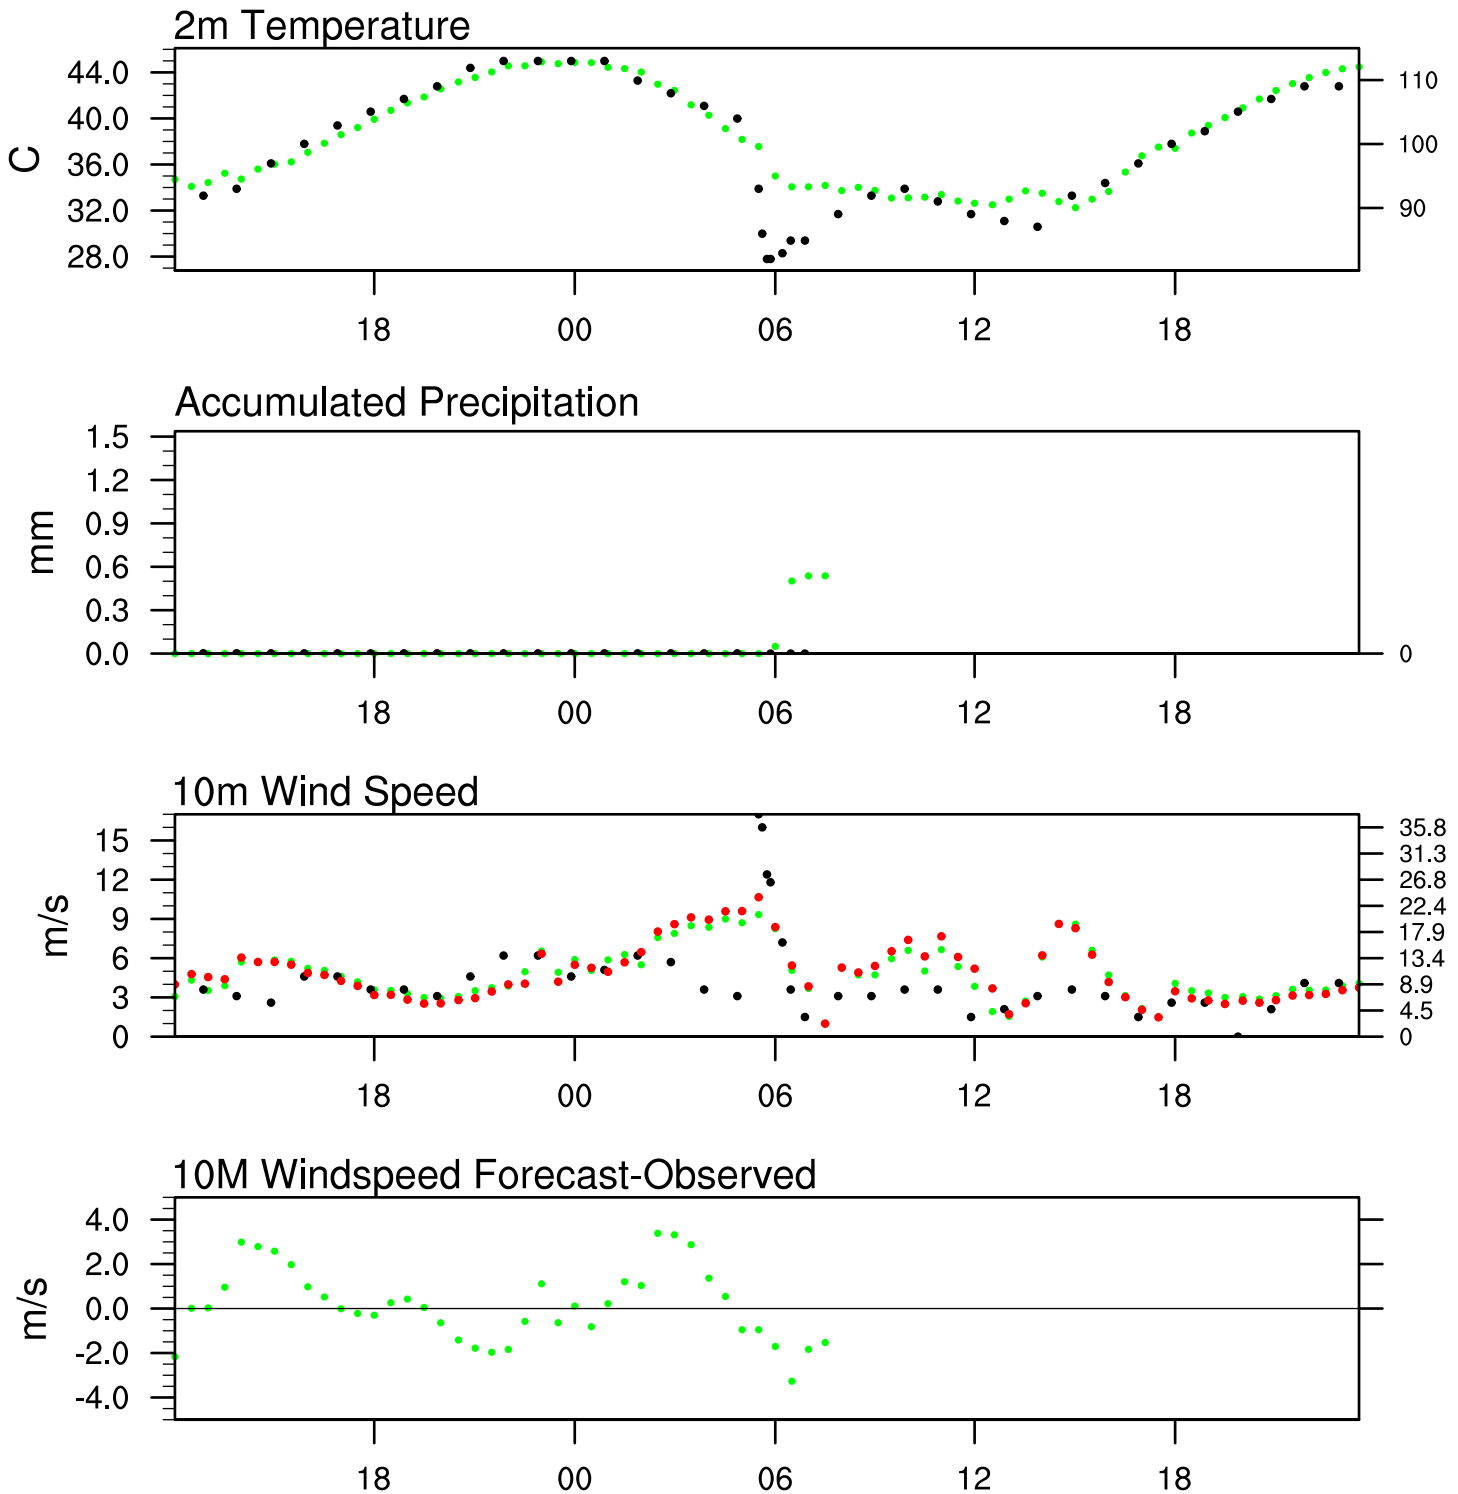 2m Temperature
44.0
40.0
36.0
32.0
28.0
C
110
100
90
18 00 06 12 18
Accumulated Precipitation
1.5
1.2
0.9
0.6
0.3
0.0
mm
0
18 00 06 12 18
10m Wind Speed
15
12
9
6
3
0
m/s
35.8
31.3
26.8
22.4
17.9
13.4
8.9
4.5
0
18 00 06 12 18
10M Windspeed Forecast-Observed
4.0
2.0
0.0
-2.0
-4.0
m/s
18 00 06 12 18